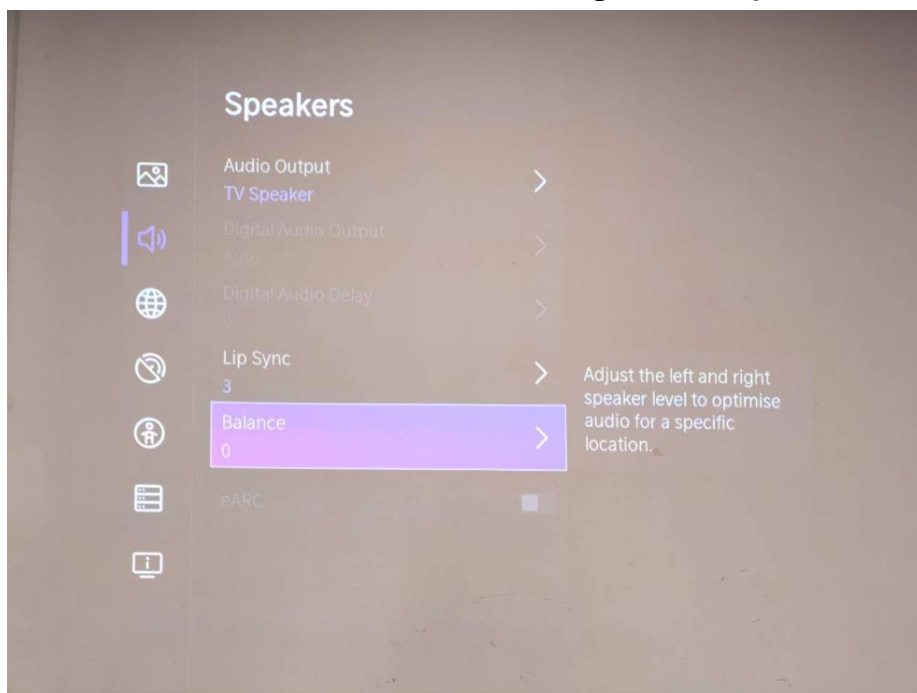 Speakers
Audio Output
TV Speaker
Digital Audio Output
Auto
Digital Audio Delay
0
Lip Sync
3
Balance
0
eARC
Adjust the left and right
speaker level to optimise
audio for a specific
location.